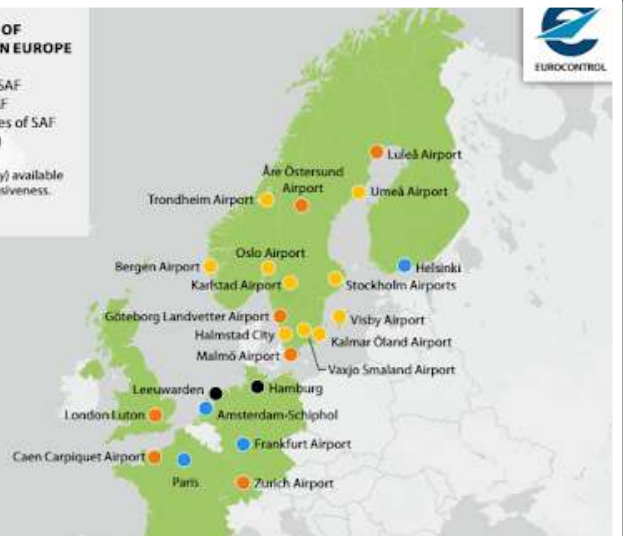 OF
N EUROPE
SAF
F
es of SAF
)
y) available
siveness.
EUROCONTROL
Luleå Airport
Åre Östersund
Airport
Umeå Airport
Trondheim Airport
Oslo Airport
Bergen Airport
Helsinki
Karlstad Airport
Stockholm Airports
Göteborg Landvetter Airport
Visby Airport
Halmstad City
Kalmar Öland Airport
Malmö Airport
Vaxjo Smaland Airport
Leeuwarden
Hamburg
London Luton
Amsterdam-Schiphol
Frankfurt Airport
Caen Carpiquet Airport
Paris
Zurich Airport